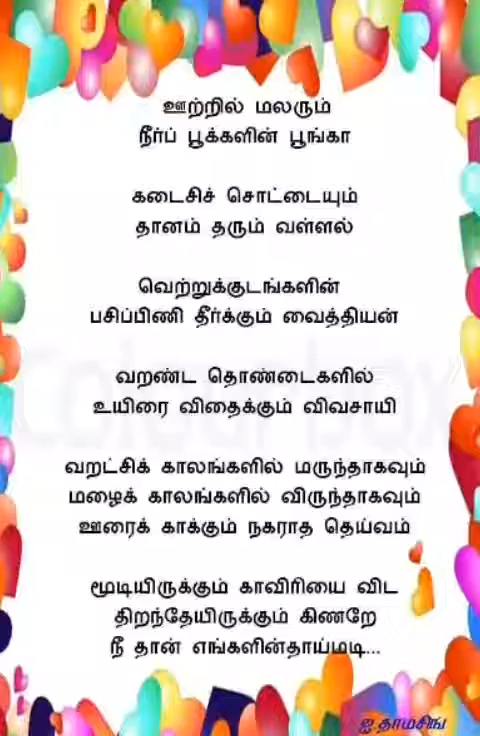 ஊற்றில் மலரும்
நீர்ப் பூக்களின் பூங்கா
கடைசிச் சொட்டையும்
தானம் தரும் வள்ளல்
வெற்றுக்குடங்களின்
பசிப்பிணி தீர்க்கும் வைத்தியன்
வறண்ட தொண்டைகளில்
உயிரை விதைக்கும் விவசாயி
வறட்சிக் காலங்களில் மருந்தாகவும்
மழைக் காலங்களில் விருந்தாகவும்
ஊரைக் காக்கும் நகராத தெய்வம்
மூடியிருக்கும் காவிரியை விட
திறந்தேயிருக்கும் கிணறே
நீ தான் எங்களின்தாய்மடி...
ஐ.தாமசிங்